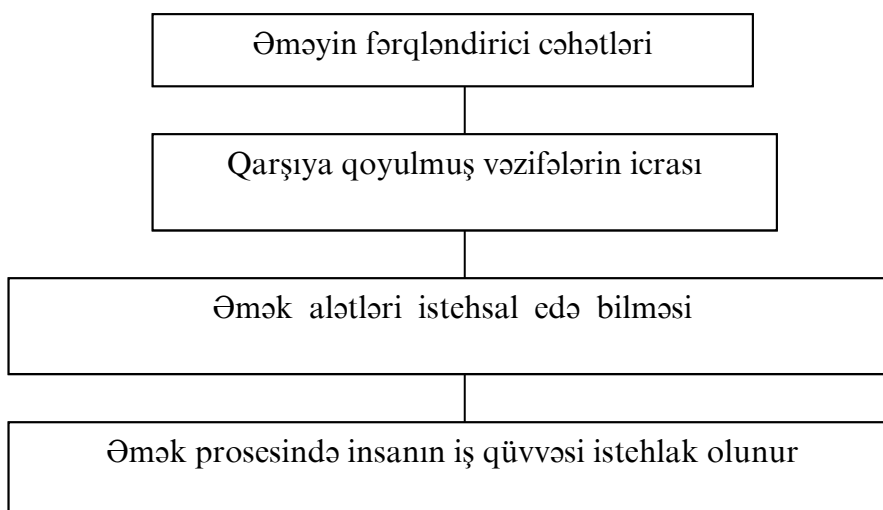 Əməyin fərqləndirici cəhətləri
Qarşıya qoyulmuş vəzifələrin icrası
Əmək alətləri istehsal edə bilməsi
Əmək prosesində insanın iş qüvvəsi istehlak olunur